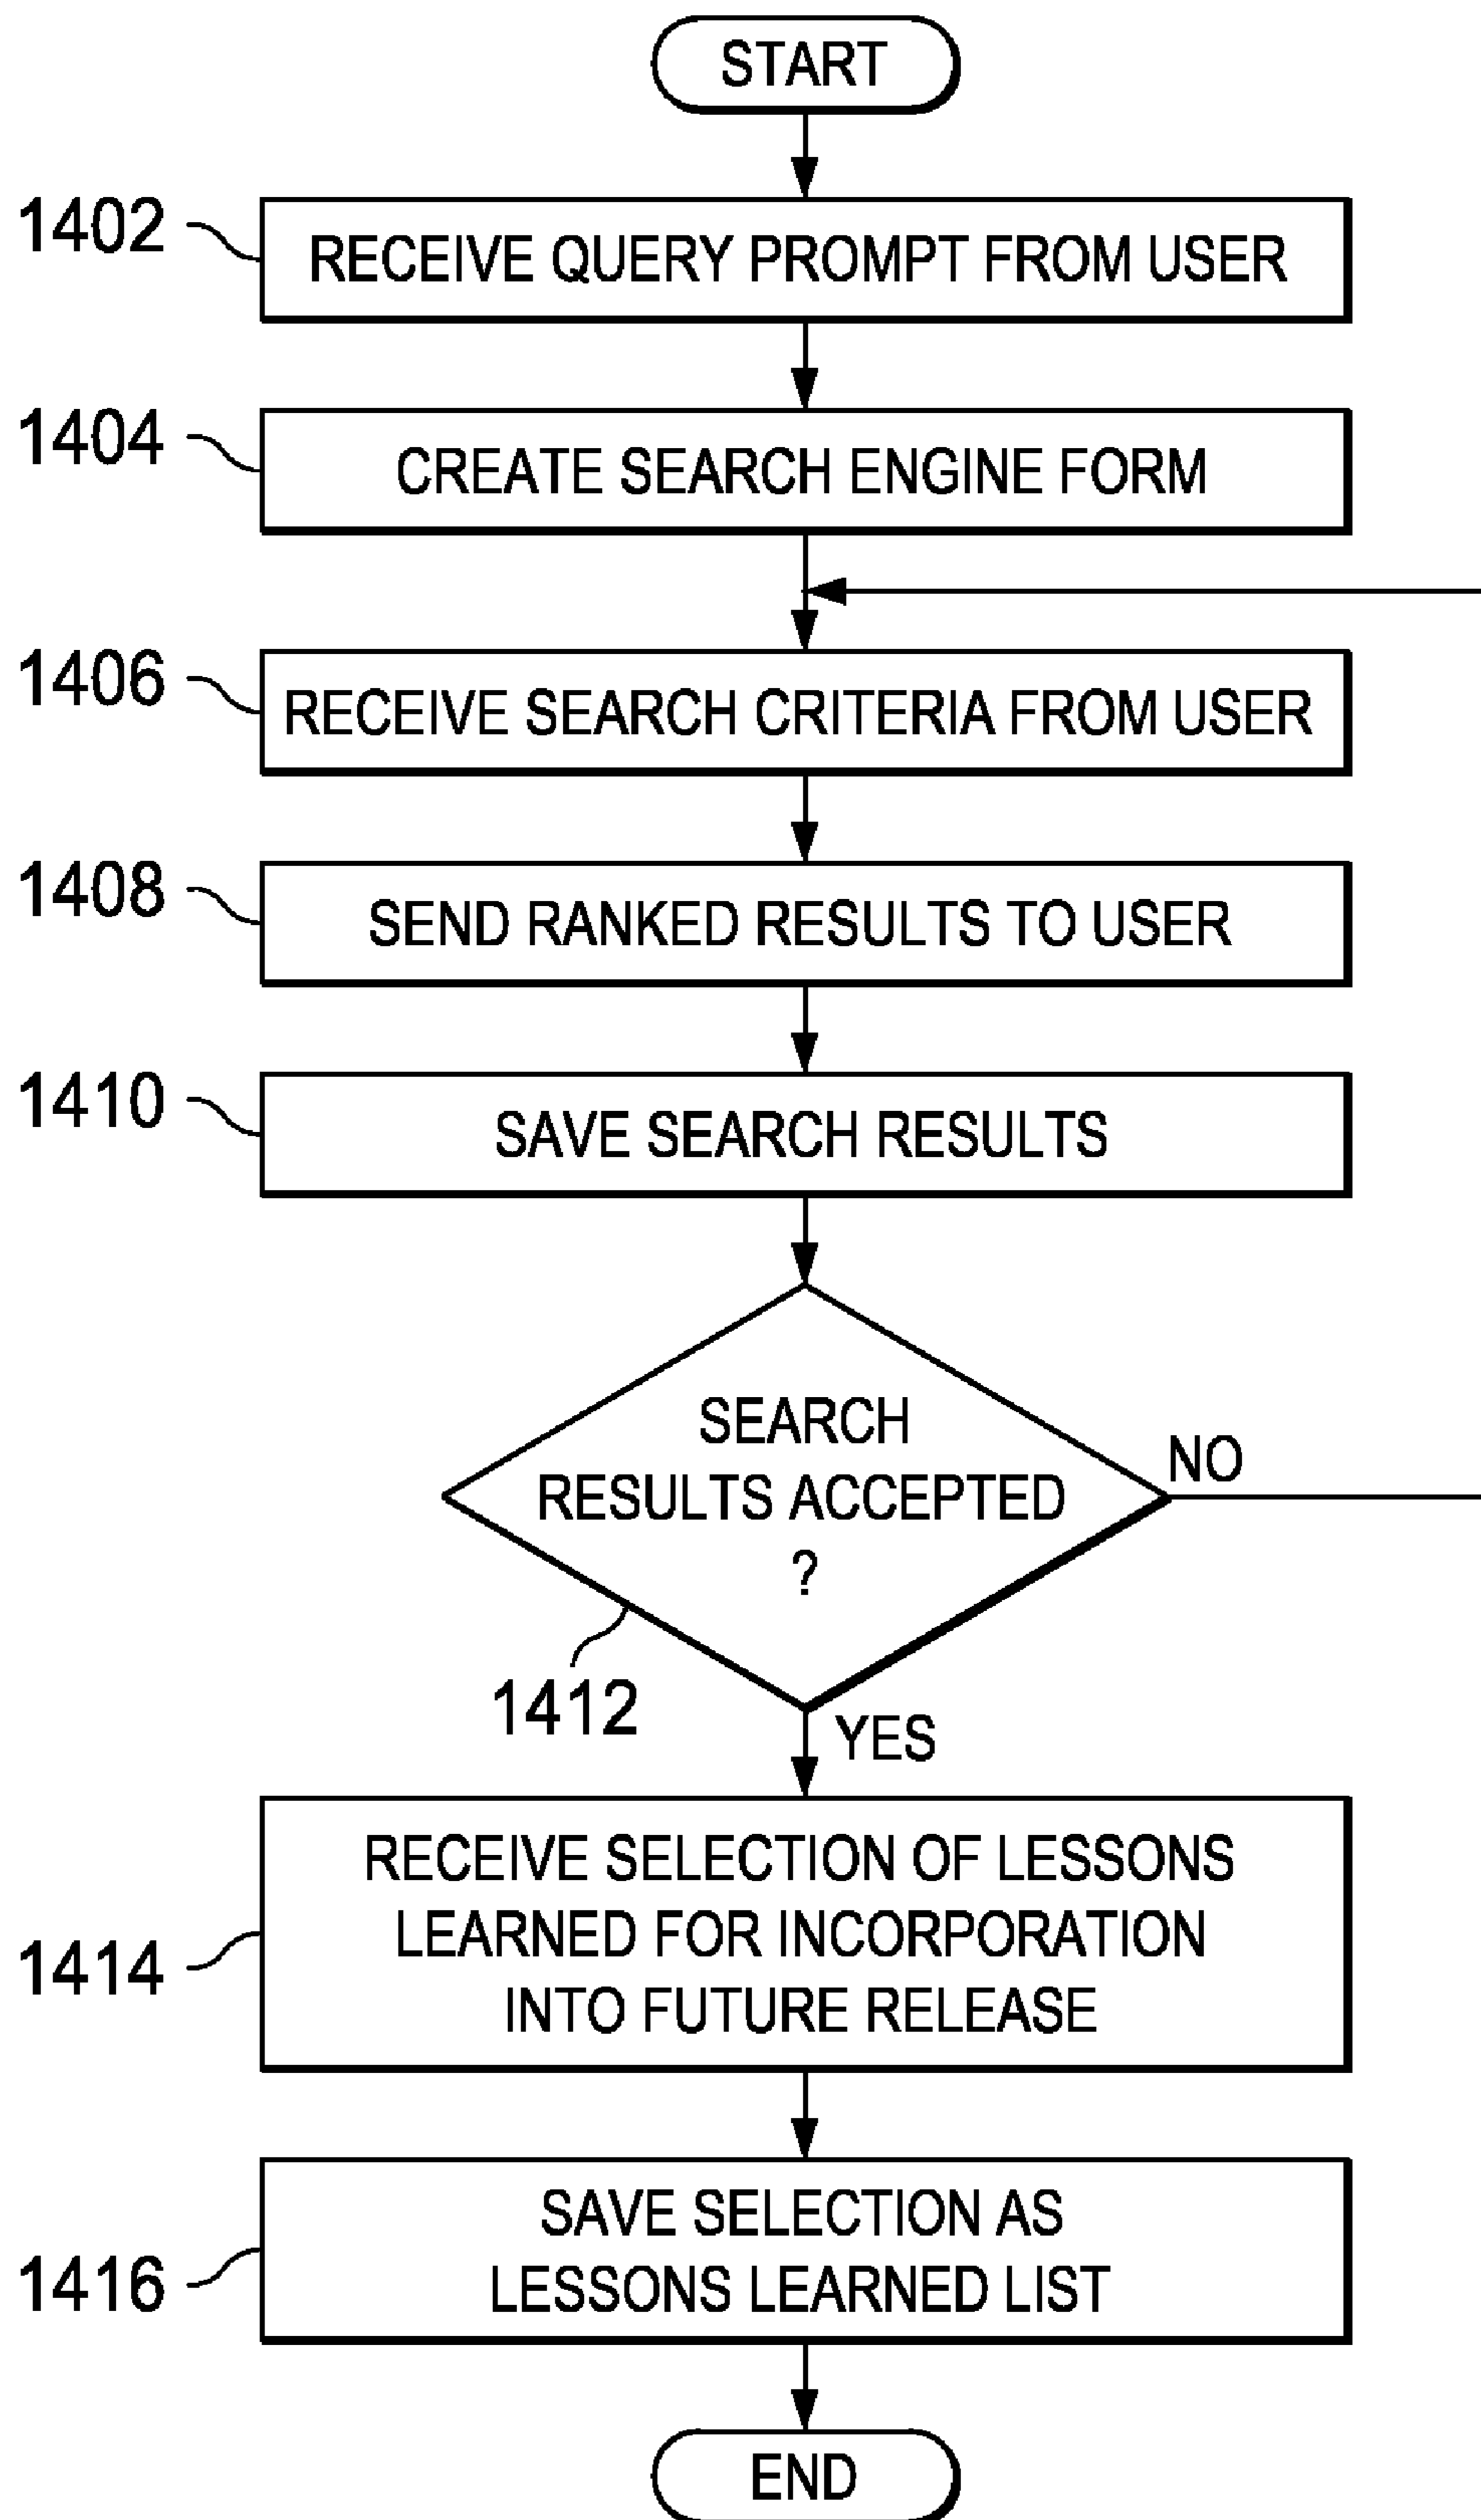 START
1402
RECEIVE QUERY PROMPT FROM USER
1404
CREATE SEARCH ENGINE FORM
1406
RECEIVE SEARCH CRITERIA FROM USER
1408
SEND RANKED RESULTS TO USER
1410
SAVE SEARCH RESULTS
SEARCH
RESULTS ACCEPTED
?
NO
1412
YES
RECEIVE SELECTION OF LESSONS
LEARNED FOR INCORPORATION
INTO FUTURE RELEASE
1414
SAVE SELECTION AS
LESSONS LEARNED LIST
1416
END